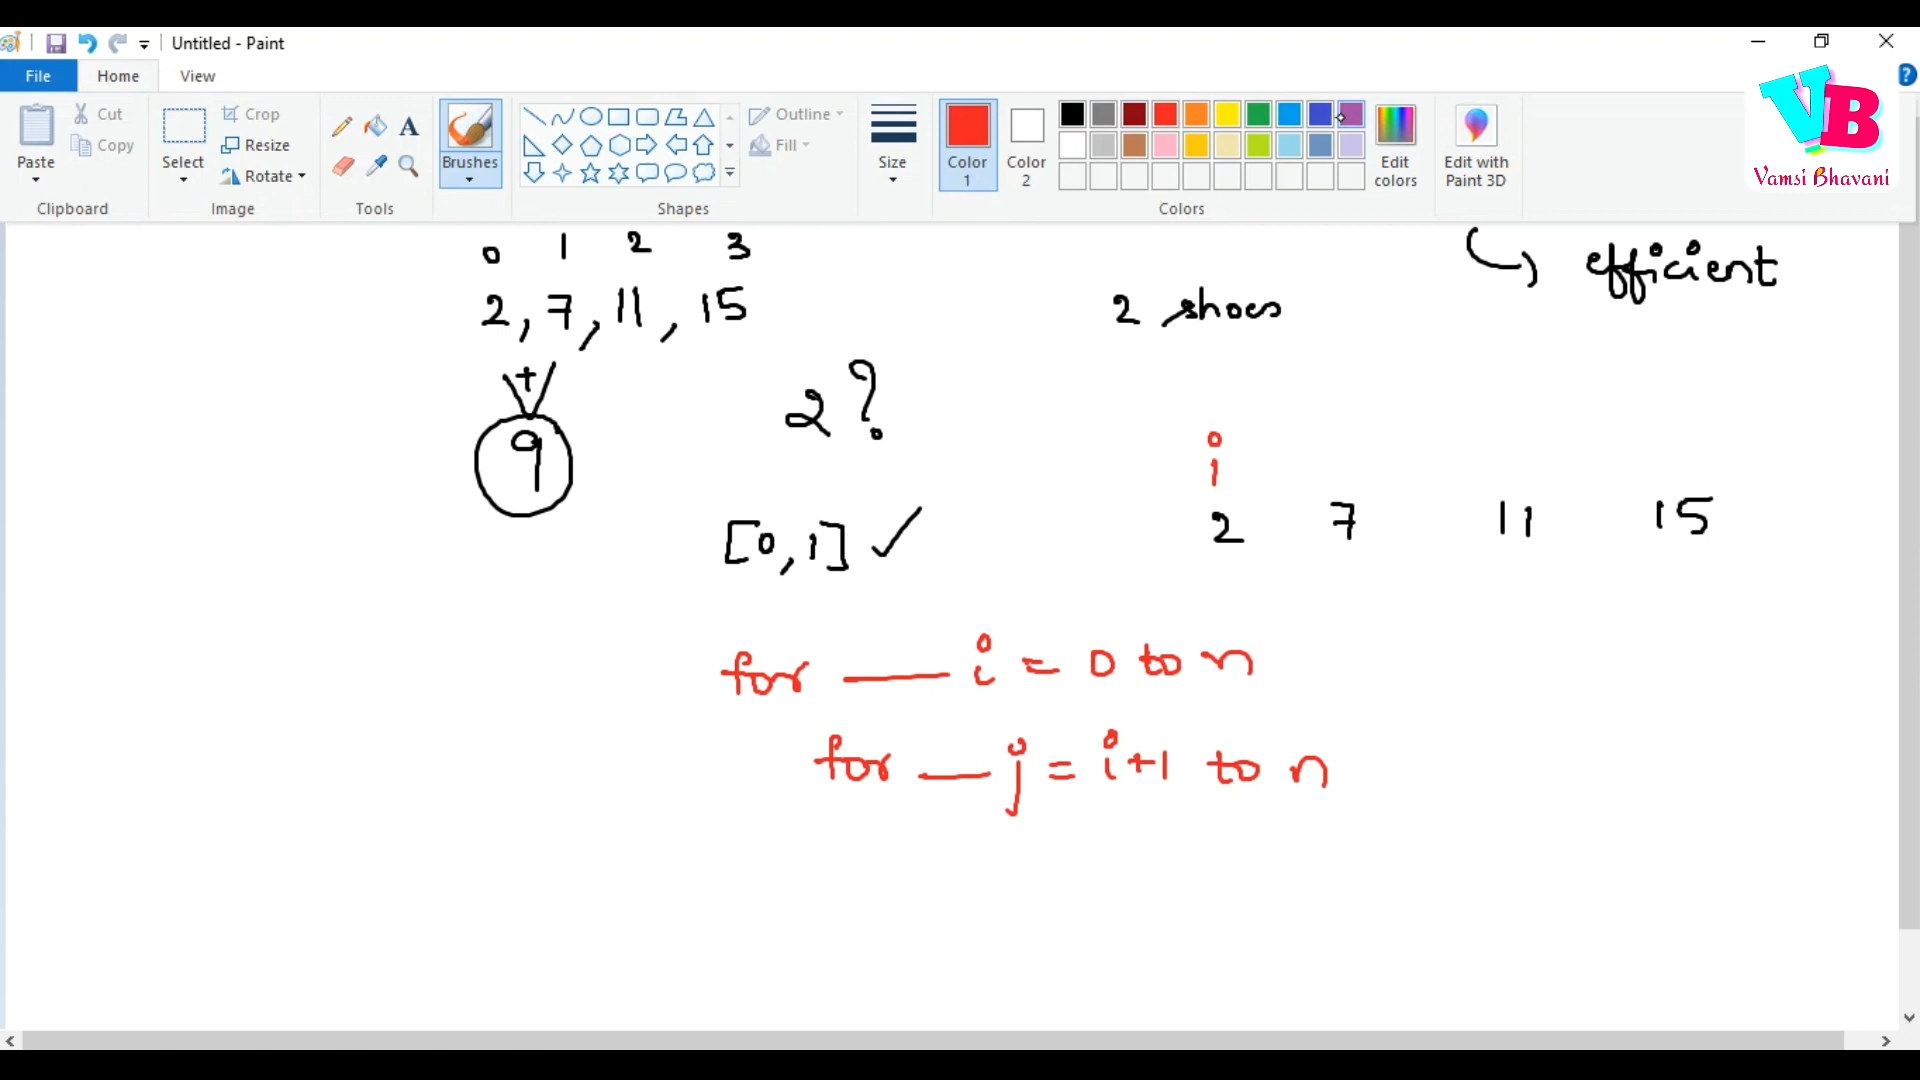 Untitled - Paint
File Home View
Paste Cut Copy Clipboard
Select Crop Resize Rotate Image
A Tools
Brushes
Shapes Outline Fill
Size
Color 1 Color 2 Edit colors Colors
Edit with Paint 3D
?
VB
Vamsi Bhavani
0 1 2 3
2, 7, 11, 15
2 shoes
efficient
+
9
2?
i
2 7 11 15
[0,1] ✓
for — i = 0 to n
for — j = i+1 to n